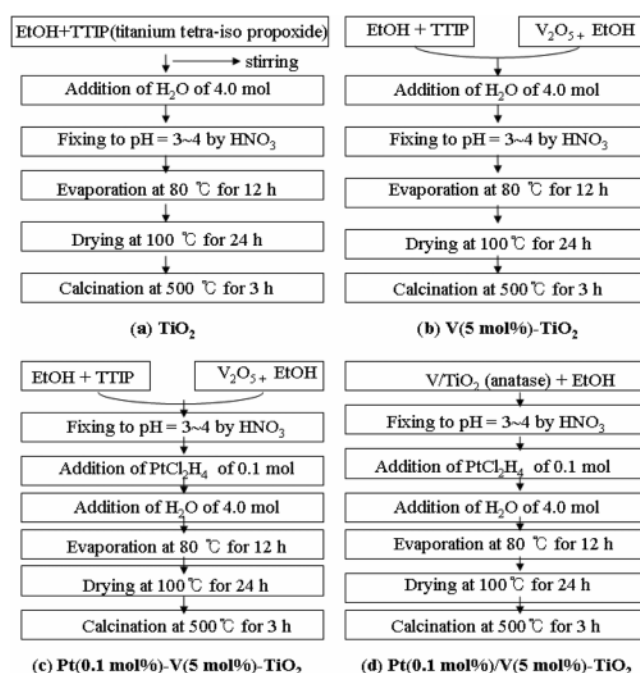 EtOH+TTIP(titanium tetra-iso propoxide)
stirring
Addition of H₂O of 4.0 mol
Fixing to pH = 3~4 by HNO₃
Evaporation at 80 ℃ for 12 h
Drying at 100 ℃ for 24 h
Calcination at 500 ℃ for 3 h
(a) TiO₂
EtOH + TTIP
V₂O₅ + EtOH
Addition of H₂O of 4.0 mol
Fixing to pH = 3~4 by HNO₃
Evaporation at 80 ℃ for 12 h
Drying at 100℃ for 24 h
Calcination at 500℃ for 3 h
(b) V(5 mol%)-TiO₂
EtOH + TTIP
V₂O₅ + EtOH
Fixing to pH = 3~4 by HNO₃
Addition of PtCl₂H₄ of 0.1 mol
Addition of H₂O of 4.0 mol
Evaporation at 80 ℃ for 12 h
Drying at 100℃ for 24 h
Calcination at 500℃ for 3 h
(c) Pt(0.1 mol%)-V(5 mol%)-TiO₂
V/TiO₂ (anatase) + EtOH
Fixing to pH = 3~4 by HNO₃
Addition of PtCl₂H₄ of 0.1 mol
Addition of H₂O of 4.0 mol
Evaporation at 80 ℃ for 12 h
Drying at 100℃ for 24 h
Calcination at 500℃ for 3 h
(d) Pt(0.1 mol%)/V(5 mol%)-TiO₂